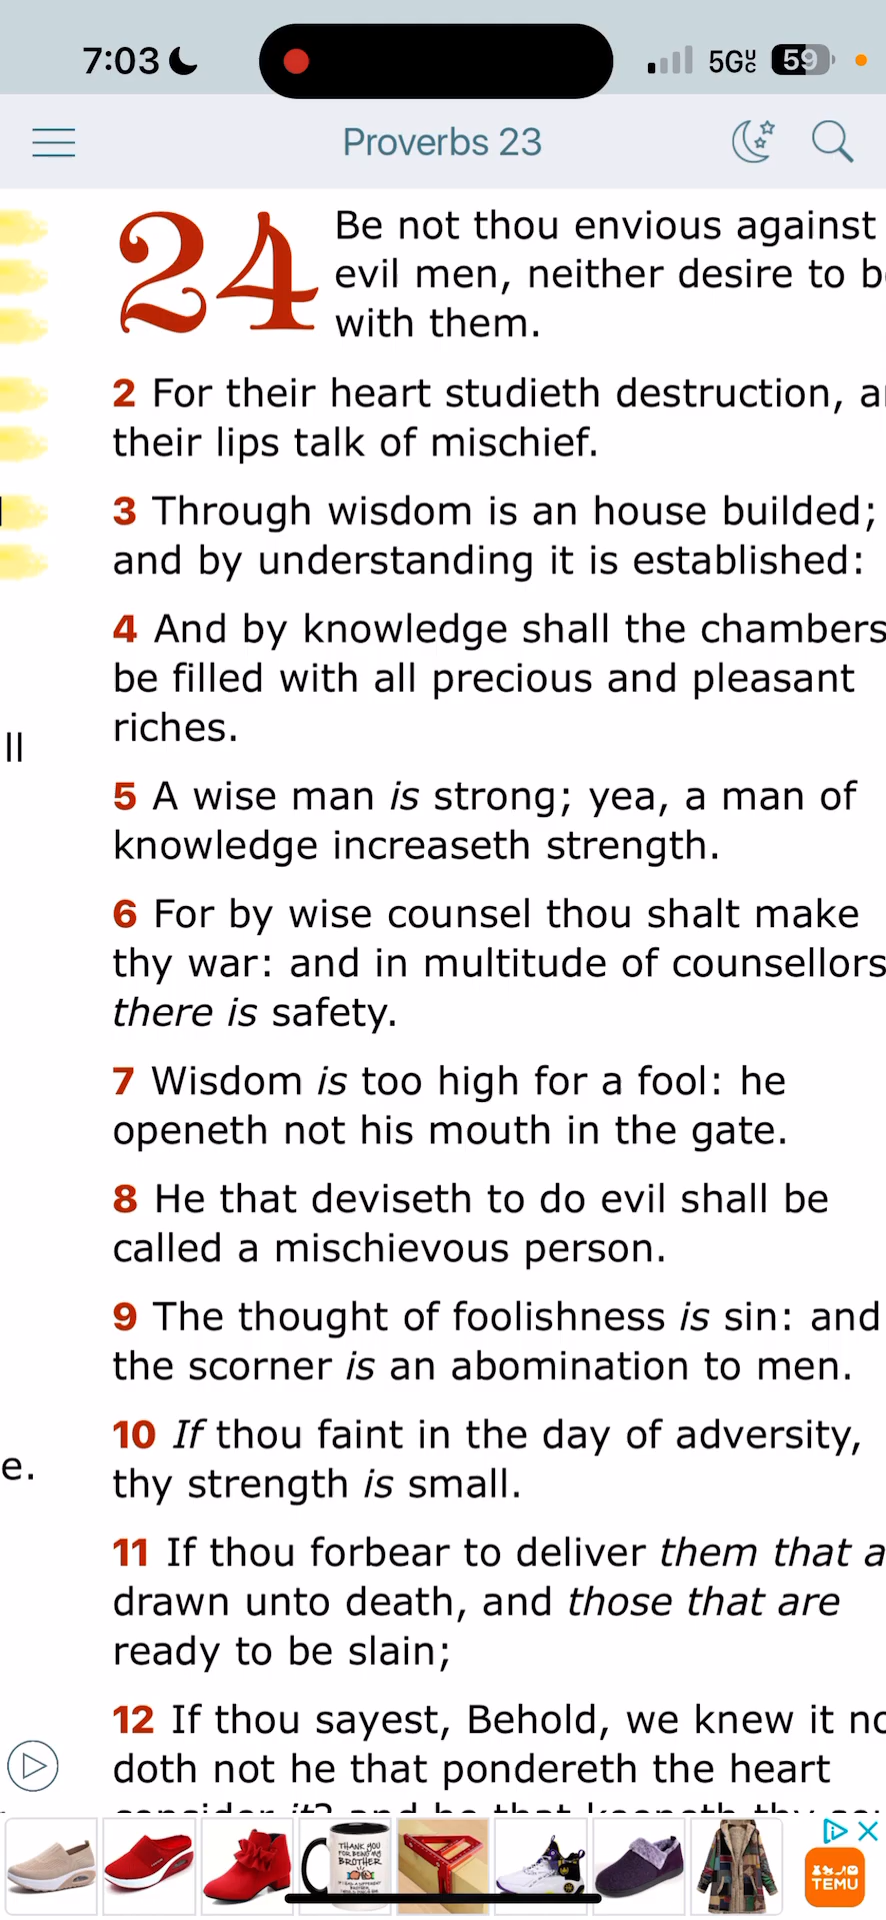 7:03
5G
59
Proverbs 23
24 Be not thou envious against
evil men, neither desire to b
with them.
2 For their heart studieth destruction, a
their lips talk of mischief.
3 Through wisdom is an house builded;
and by understanding it is established:
4 And by knowledge shall the chambers
be filled with all precious and pleasant
riches.
ll
5 A wise man is strong; yea, a man of
knowledge increaseth strength.
6 For by wise counsel thou shalt make
thy war: and in multitude of counsellors
there is safety.
7 Wisdom is too high for a fool: he
openeth not his mouth in the gate.
8 He that deviseth to do evil shall be
called a mischievous person.
9 The thought of foolishness is sin: and
the scorner is an abomination to men.
10 If thou faint in the day of adversity,
e.
thy strength is small.
11 If thou forbear to deliver them that a
drawn unto death, and those that are
ready to be slain;
12 If thou sayest, Behold, we knew it no
doth not he that pondereth the heart
THANK YOU
FOR BEING MY
BROTHER
TEMU